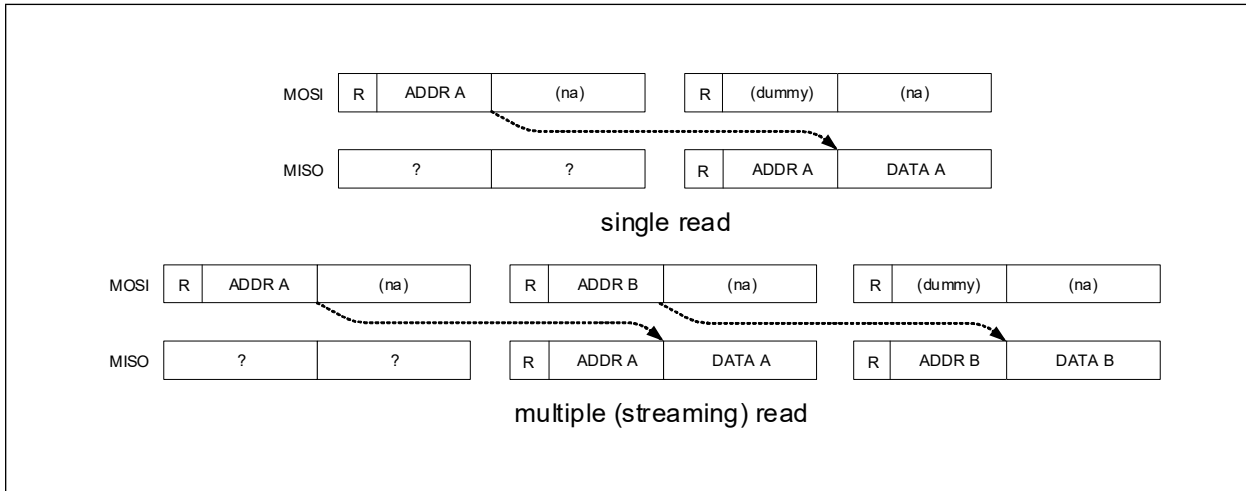 MOSI R ADDR A (na) R (dummy) (na)
MISO ? ? R ADDR A DATA A
single read
MOSI R ADDR A (na) R ADDR B (na) R (dummy) (na)
MISO ? ? R ADDR A DATA A R ADDR B DATA B
multiple (streaming) read